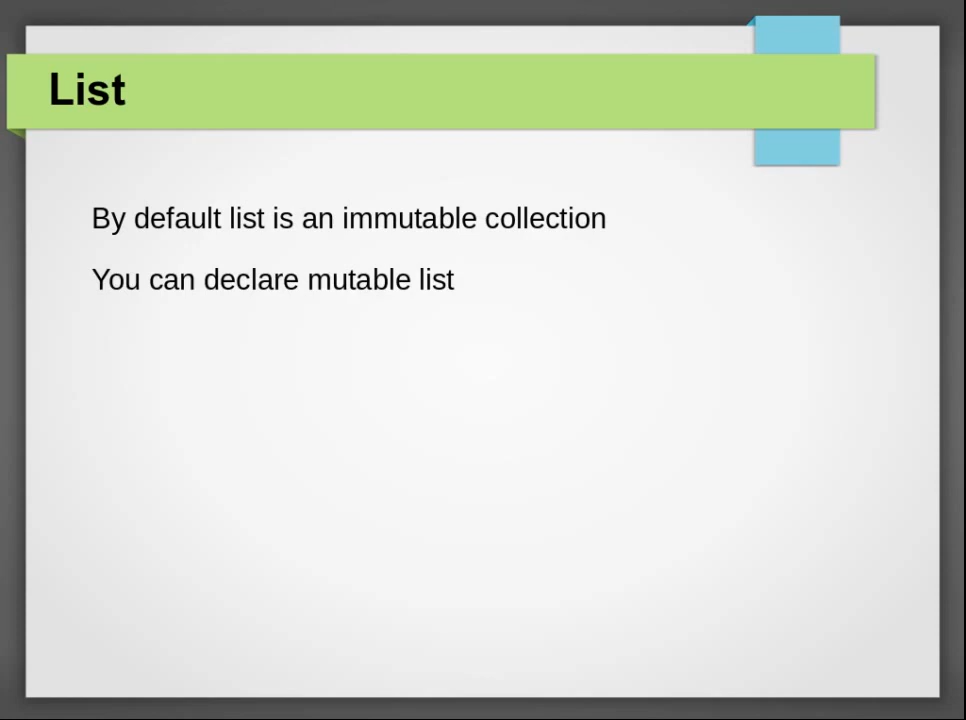 List
By default list is an immutable collection
You can declare mutable list